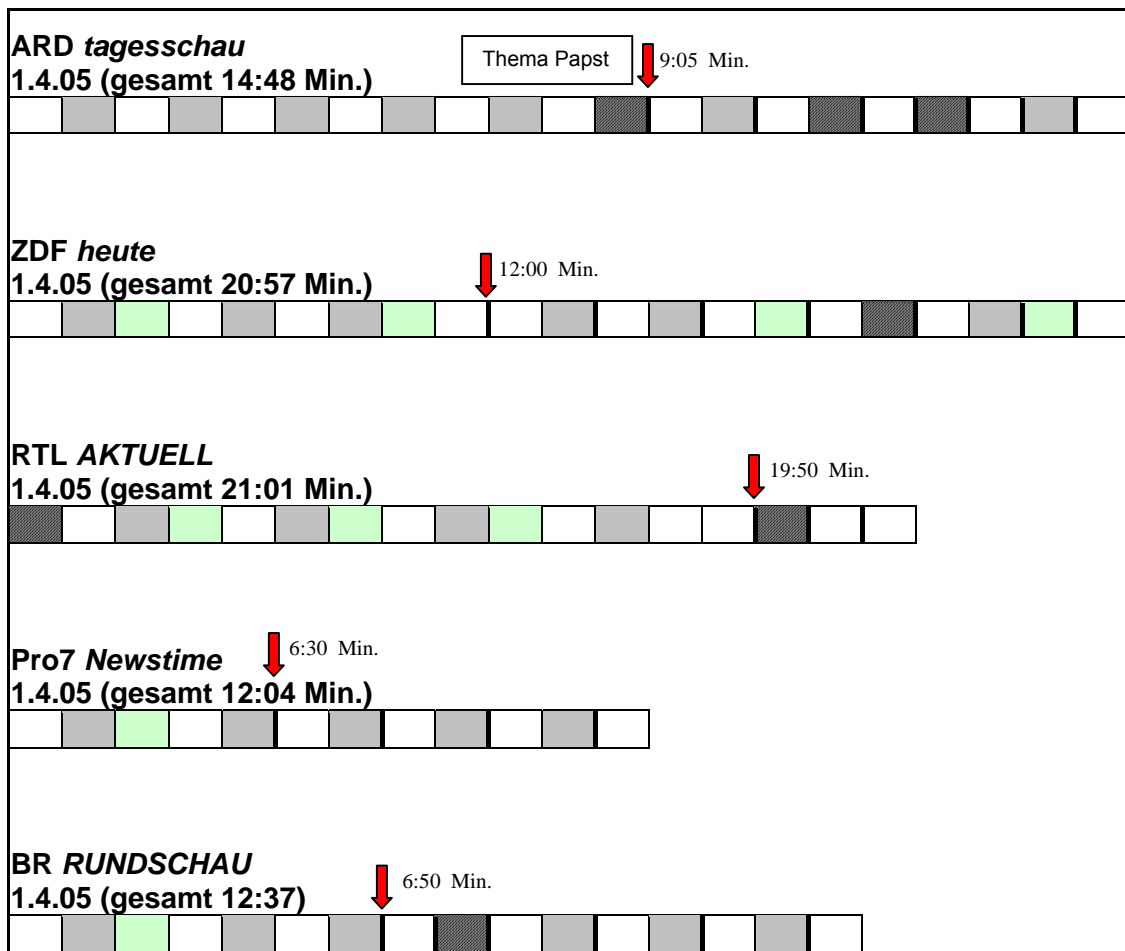 ARD tagesschau
1.4.05 (gesamt 14:48 Min.)
Thema Papst
9:05 Min.
ZDF heute
1.4.05 (gesamt 20:57 Min.)
12:00 Min.
RTL AKTUELL
1.4.05 (gesamt 21:01 Min.)
19:50 Min.
Pro7 Newstime
1.4.05 (gesamt 12:04 Min.)
6:30 Min.
BR RUNDSCHAU
1.4.05 (gesamt 12:37)
6:50 Min.